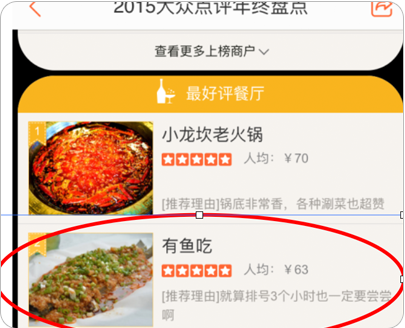 2015大众点评年终盘点
查看更多上榜商户
最好评餐厅
1
小龙坎老火锅
人均：￥70
[推荐理由]锅底非常香，各种涮菜也超赞
有鱼吃
人均：￥63
[推荐理由]就算排号3个小时也一定要尝尝
啊